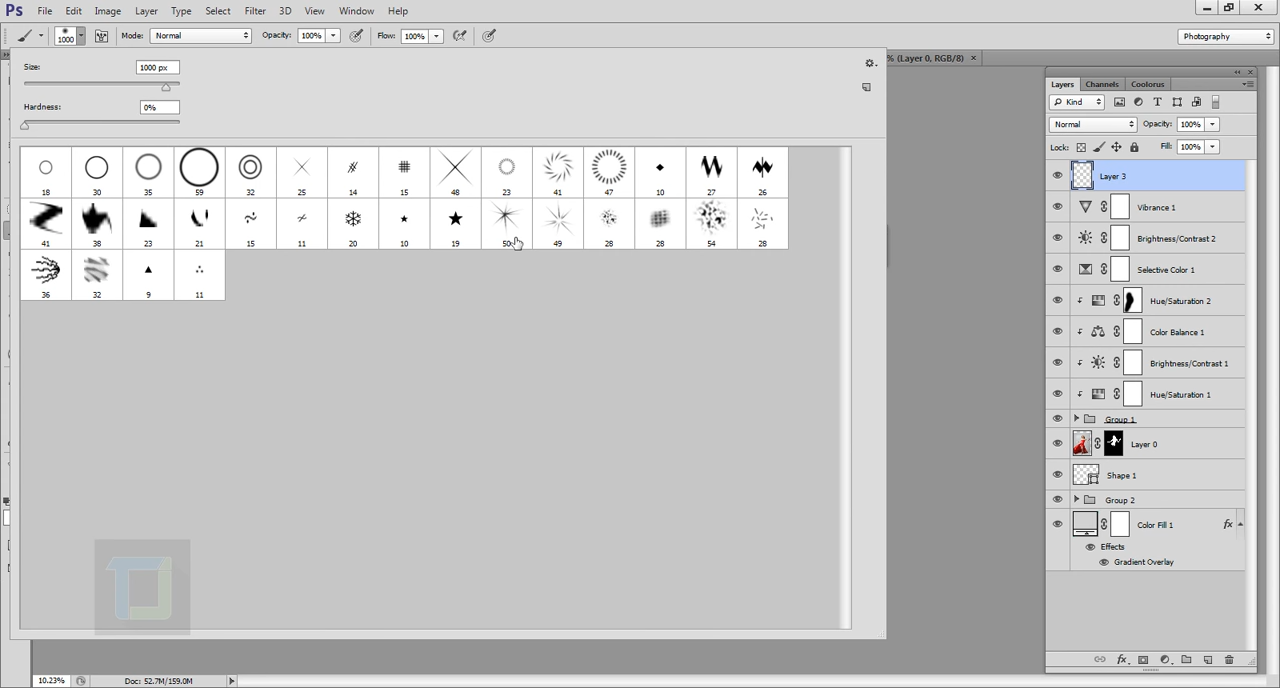 Ps File Edit Image Layer Type Select Filter 3D View Window Help
1000 Mode: Normal Opacity: 100% Flow: 100% Photography
% (Layer 0, RGB/8) ×
Size: 1000 px
Hardness: 0%
18 30 35 59 32 25 14 15 48 23 41 47 10 27 26
41 38 23 21 15 11 20 10 19 50 49 28 28 54 28
36 32 9 11
Layers Channels Coolorus
Kind
Normal Opacity: 100%
Lock: Fill: 100%
Layer 3
Vibrance 1
Brightness/Contrast 2
Selective Color 1
Hue/Saturation 2
Color Balance 1
Brightness/Contrast 1
Hue/Saturation 1
Group 1
Layer 0
Shape 1
Group 2
Color Fill 1 fx
Effects
Gradient Overlay
fx
10.23% Doc: 52.7M/159.0M